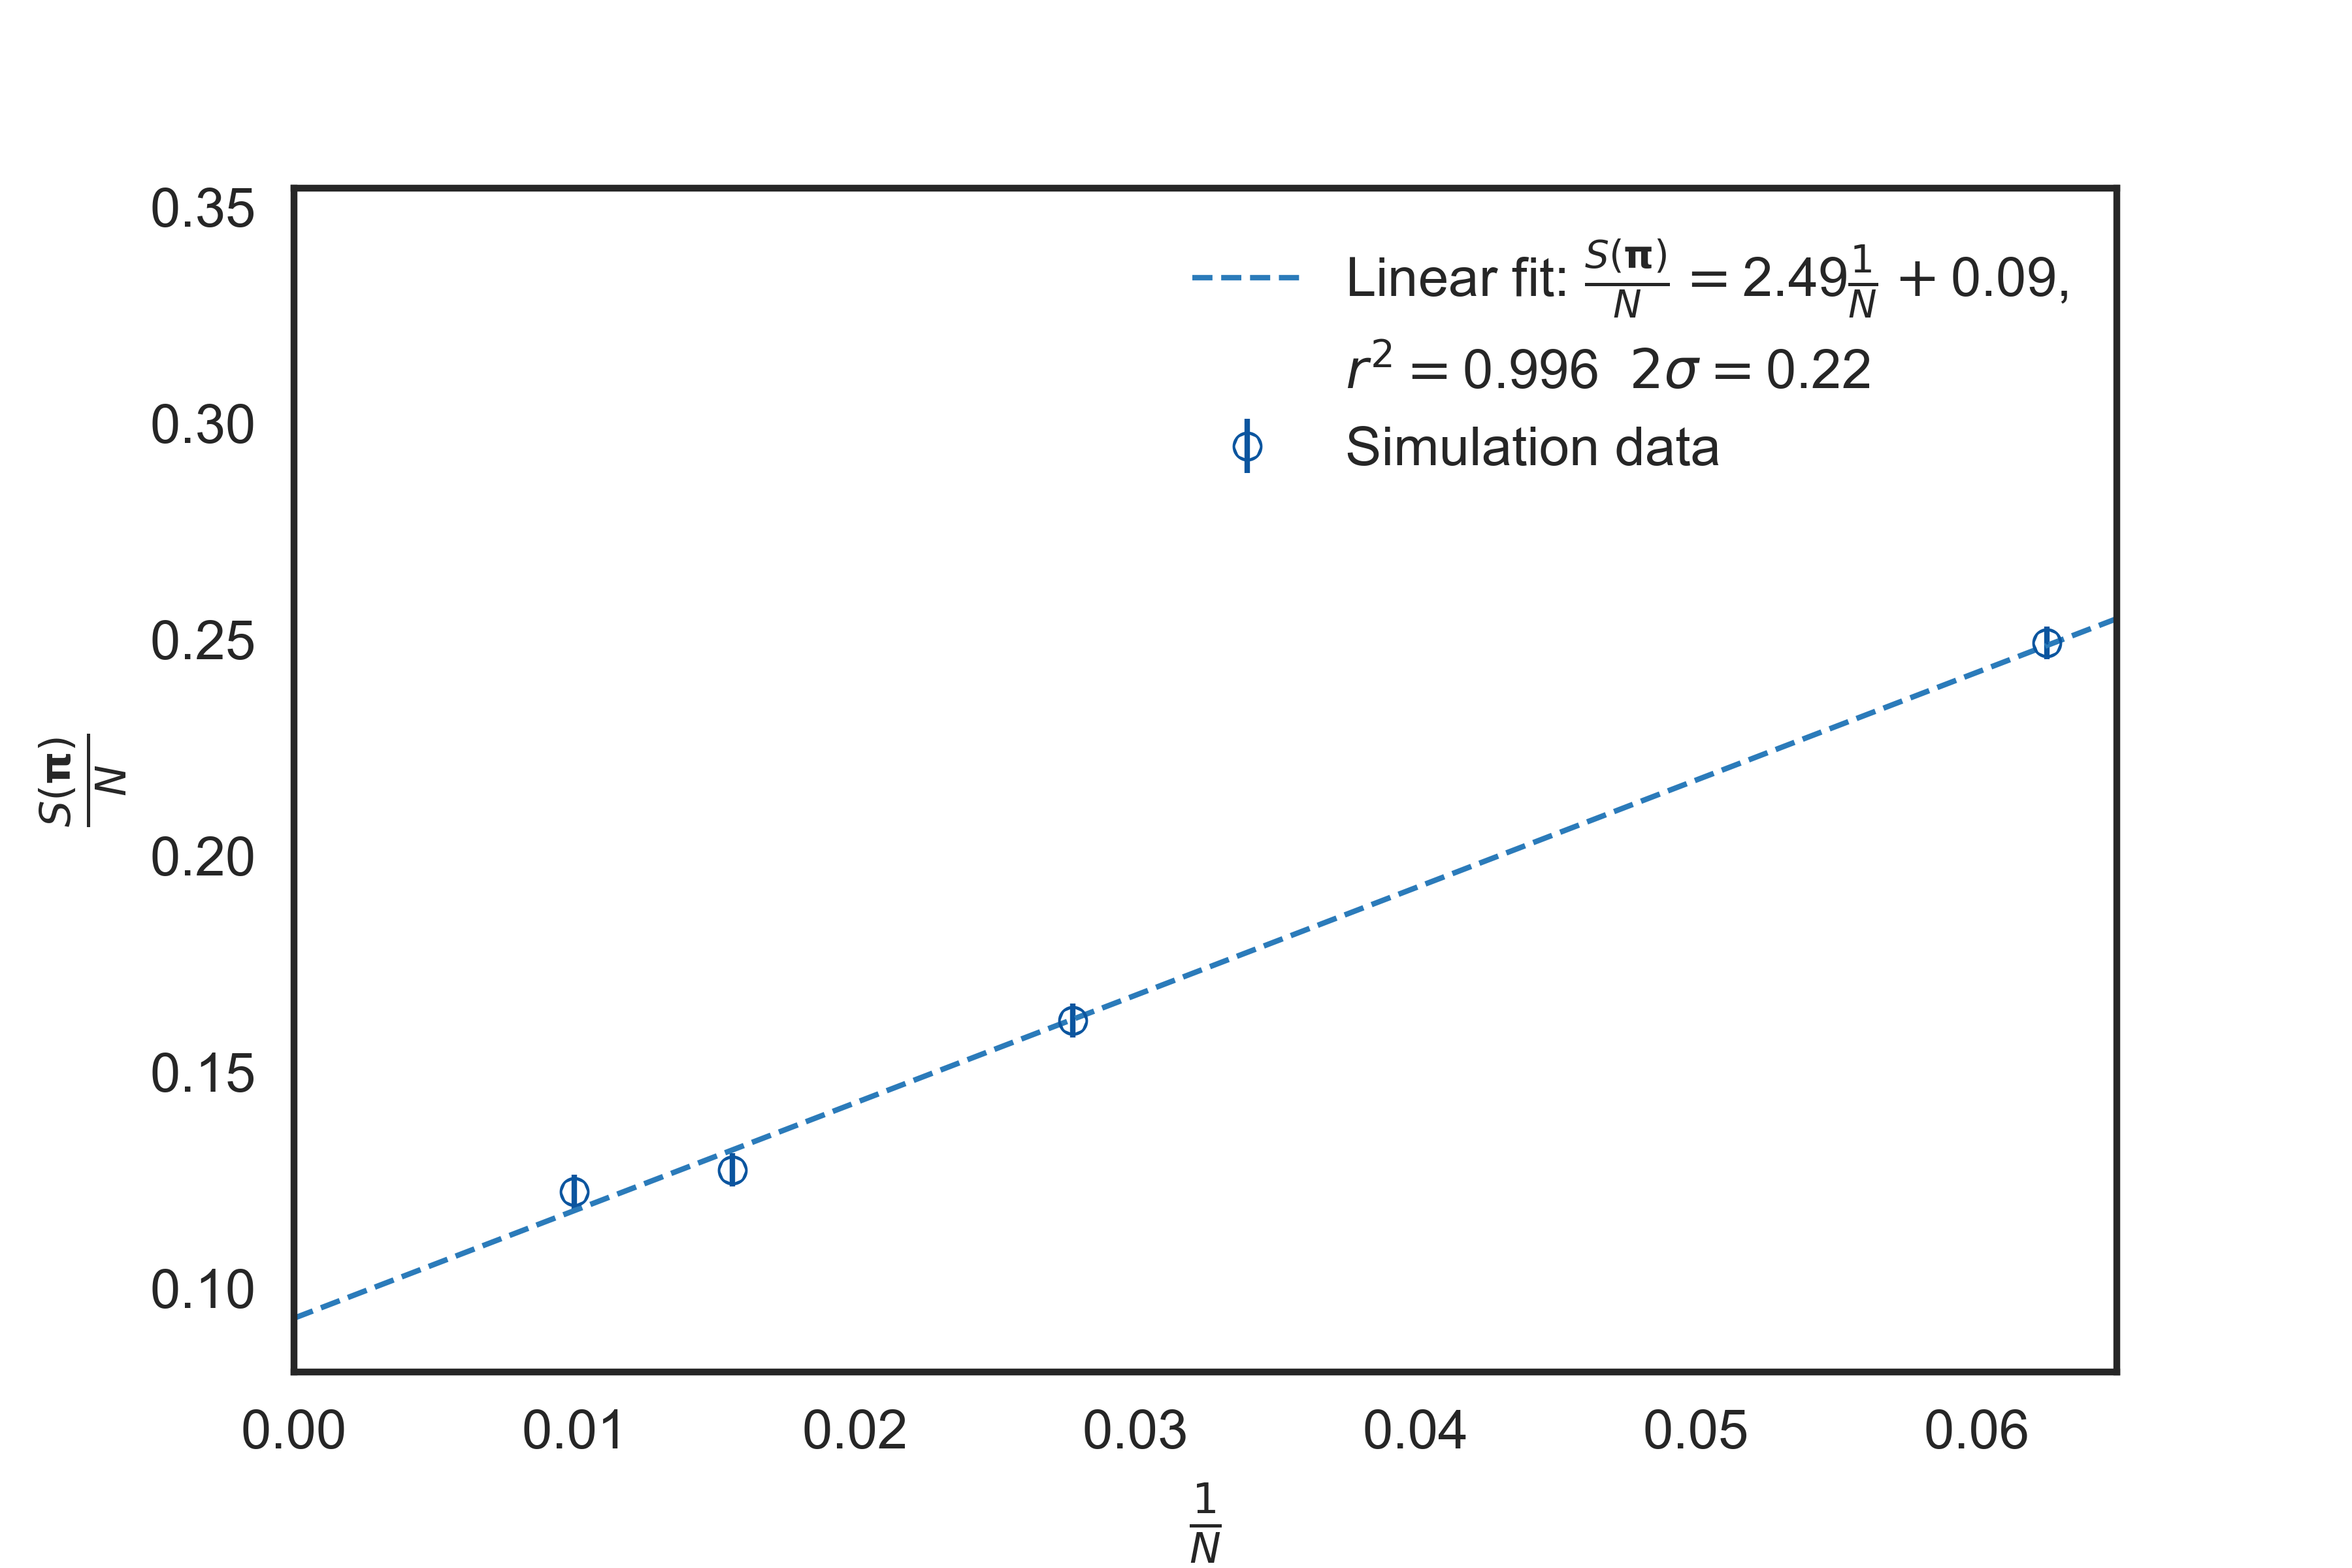 0.35
0.30
0.25
0.20
0.15
0.10
S(π)/N
Linear fit: S(π)/N = 2.49 1/N + 0.09,
r² = 0.996 2σ = 0.22
Simulation data
0.00 0.01 0.02 0.03 0.04 0.05 0.06
1/N